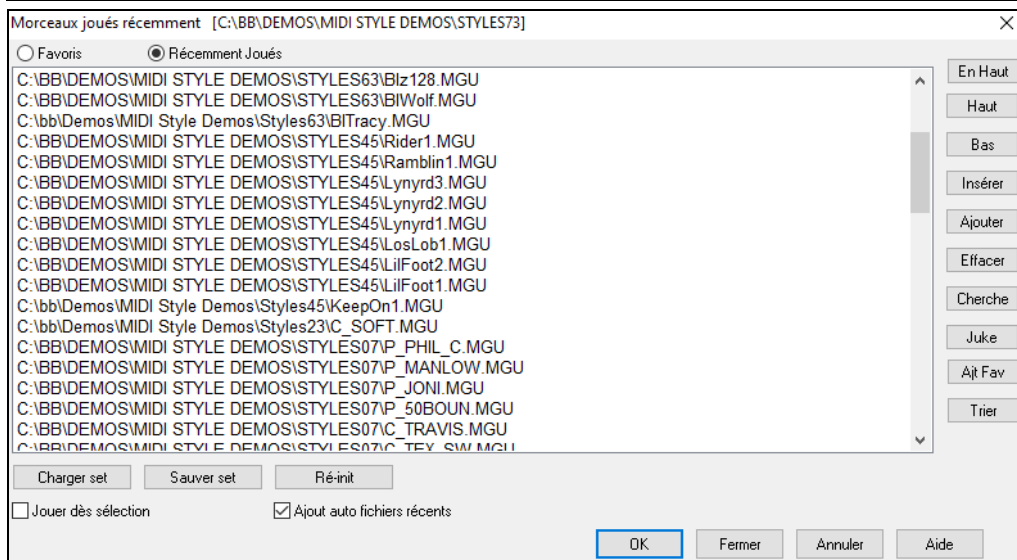 Morceaux joués récemment [C:\BB\DEMOS\MIDI STYLE DEMOS\STYLES73]
Favoris Récemment Joués
C:\BB\DEMOS\MIDI STYLE DEMOS\STYLES63\Blz128.MGU
C:\BB\DEMOS\MIDI STYLE DEMOS\STYLES63\BlWolf.MGU
C:\bb\Demos\MIDI Style Demos\Styles63\BlTracy.MGU
C:\BB\DEMOS\MIDI STYLE DEMOS\STYLES45\Rider1.MGU
C:\BB\DEMOS\MIDI STYLE DEMOS\STYLES45\Ramblin1.MGU
C:\BB\DEMOS\MIDI STYLE DEMOS\STYLES45\Lynyrd3.MGU
C:\BB\DEMOS\MIDI STYLE DEMOS\STYLES45\Lynyrd2.MGU
C:\BB\DEMOS\MIDI STYLE DEMOS\STYLES45\Lynyrd1.MGU
C:\BB\DEMOS\MIDI STYLE DEMOS\STYLES45\LosLob1.MGU
C:\BB\DEMOS\MIDI STYLE DEMOS\STYLES45\LilFoot2.MGU
C:\BB\DEMOS\MIDI STYLE DEMOS\STYLES45\LilFoot1.MGU
C:\bb\Demos\MIDI Style Demos\Styles45\KeepOn1.MGU
C:\bb\Demos\MIDI Style Demos\Styles23\C_SOFT.MGU
C:\BB\DEMOS\MIDI STYLE DEMOS\STYLES07\P_PHIL_C.MGU
C:\BB\DEMOS\MIDI STYLE DEMOS\STYLES07\P_MANLOW.MGU
C:\BB\DEMOS\MIDI STYLE DEMOS\STYLES07\P_JONI.MGU
C:\BB\DEMOS\MIDI STYLE DEMOS\STYLES07\P_50BOUN.MGU
C:\BB\DEMOS\MIDI STYLE DEMOS\STYLES07\C_TRAVIS.MGU
C:\BB\DEMOS\MIDI STYLE DEMOS\STYLES07\C_TEX_SW.MGU
En Haut
Haut
Bas
Insérer
Ajouter
Effacer
Cherche
Juke
Ajt Fav
Trier
Charger set Sauver set Ré-init
Jouer dès sélection Ajout auto fichiers récents
OK Fermer Annuler Aide